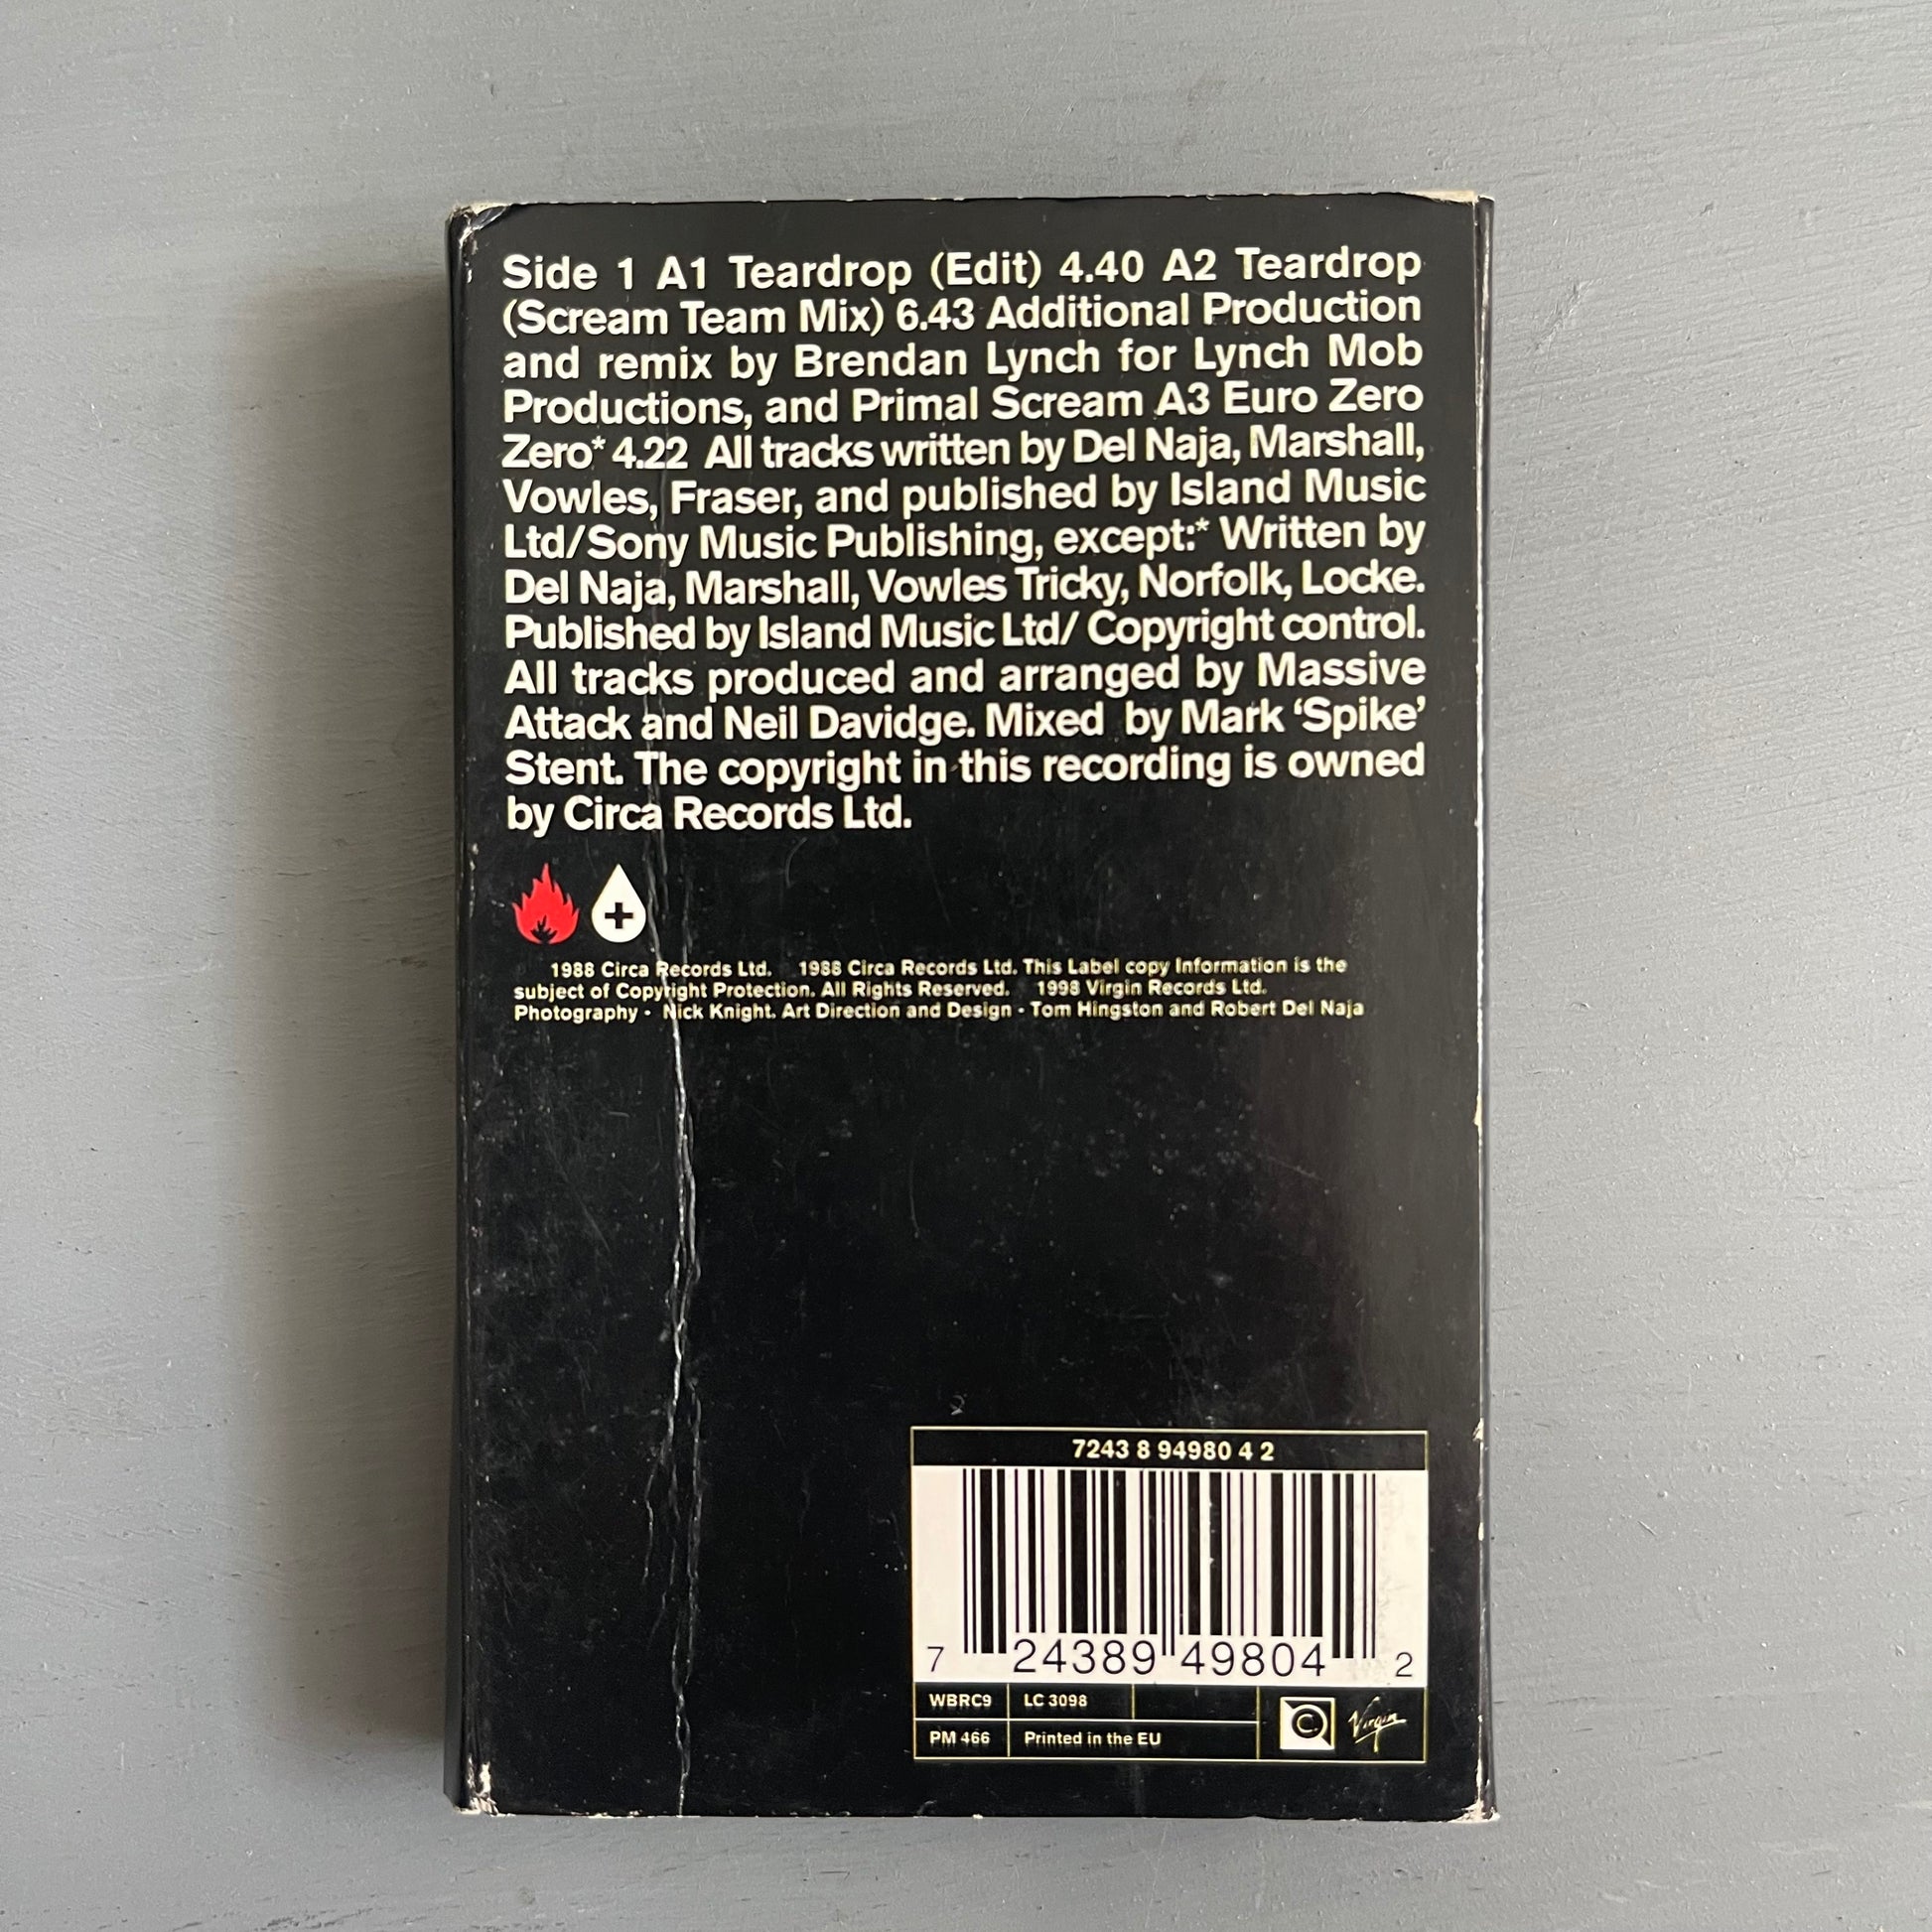 Side 1 A1 Teardrop (Edit) 4.40 A2 Teardrop
(Scream Team Mix) 6.43 Additional Production
and remix by Brendan Lynch for Lynch Mob
Productions, and Primal Scream A3 Euro Zero
Zero* 4.22 All tracks written by Del Naja, Marshall,
Vowles, Fraser, and published by Island Music
Ltd/Sony Music Publishing, except:* Written by
Del Naja, Marshall, Vowles Tricky, Norfolk, Locke.
Published by Island Music Ltd/ Copyright control.
All tracks produced and arranged by Massive
Attack and Neil Davidge. Mixed by Mark ‘Spike’
Stent. The copyright in this recording is owned
by Circa Records Ltd.
1988 Circa Records Ltd. 1988 Circa Records Ltd. This Label copy Information is the
subject of Copyright Protection. All Rights Reserved. 1998 Virgin Records Ltd.
Photography - Nick Knight. Art Direction and Design - Tom Hingston and Robert Del Naja
7243 8 94980 4 2
7 24389 49804 2
WBRC9 LC 3098
PM 466 Printed in the EU
C
Virgin